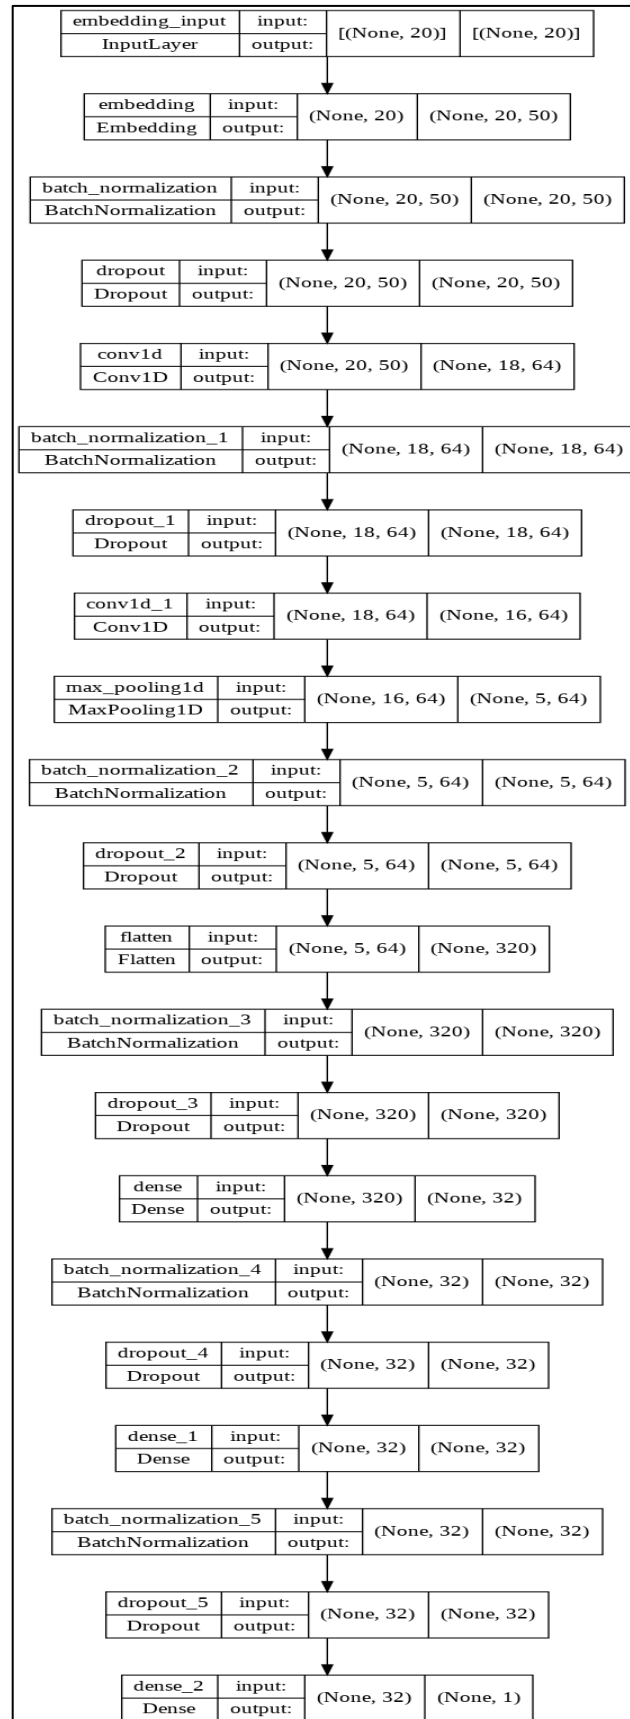 embedding_input input: [(None, 20)] [(None, 20)]
InputLayer output:
embedding input: (None, 20) (None, 20, 50)
Embedding output:
batch_normalization input: (None, 20, 50) (None, 20, 50)
BatchNormalization output:
dropout input: (None, 20, 50) (None, 20, 50)
Dropout output:
conv1d input: (None, 20, 50) (None, 18, 64)
Conv1D output:
batch_normalization_1 input: (None, 18, 64) (None, 18, 64)
BatchNormalization output:
dropout_1 input: (None, 18, 64) (None, 18, 64)
Dropout output:
conv1d_1 input: (None, 18, 64) (None, 16, 64)
Conv1D output:
max_pooling1d input: (None, 16, 64) (None, 5, 64)
MaxPooling1D output:
batch_normalization_2 input: (None, 5, 64) (None, 5, 64)
BatchNormalization output:
dropout_2 input: (None, 5, 64) (None, 5, 64)
Dropout output:
flatten input: (None, 5, 64) (None, 320)
Flatten output:
batch_normalization_3 input: (None, 320) (None, 320)
BatchNormalization output:
dropout_3 input: (None, 320) (None, 320)
Dropout output:
dense input: (None, 320) (None, 32)
Dense output:
batch_normalization_4 input: (None, 32) (None, 32)
BatchNormalization output:
dropout_4 input: (None, 32) (None, 32)
Dropout output:
dense_1 input: (None, 32) (None, 32)
Dense output:
batch_normalization_5 input: (None, 32) (None, 32)
BatchNormalization output:
dropout_5 input: (None, 32) (None, 32)
Dropout output:
dense_2 input: (None, 32) (None, 1)
Dense output: